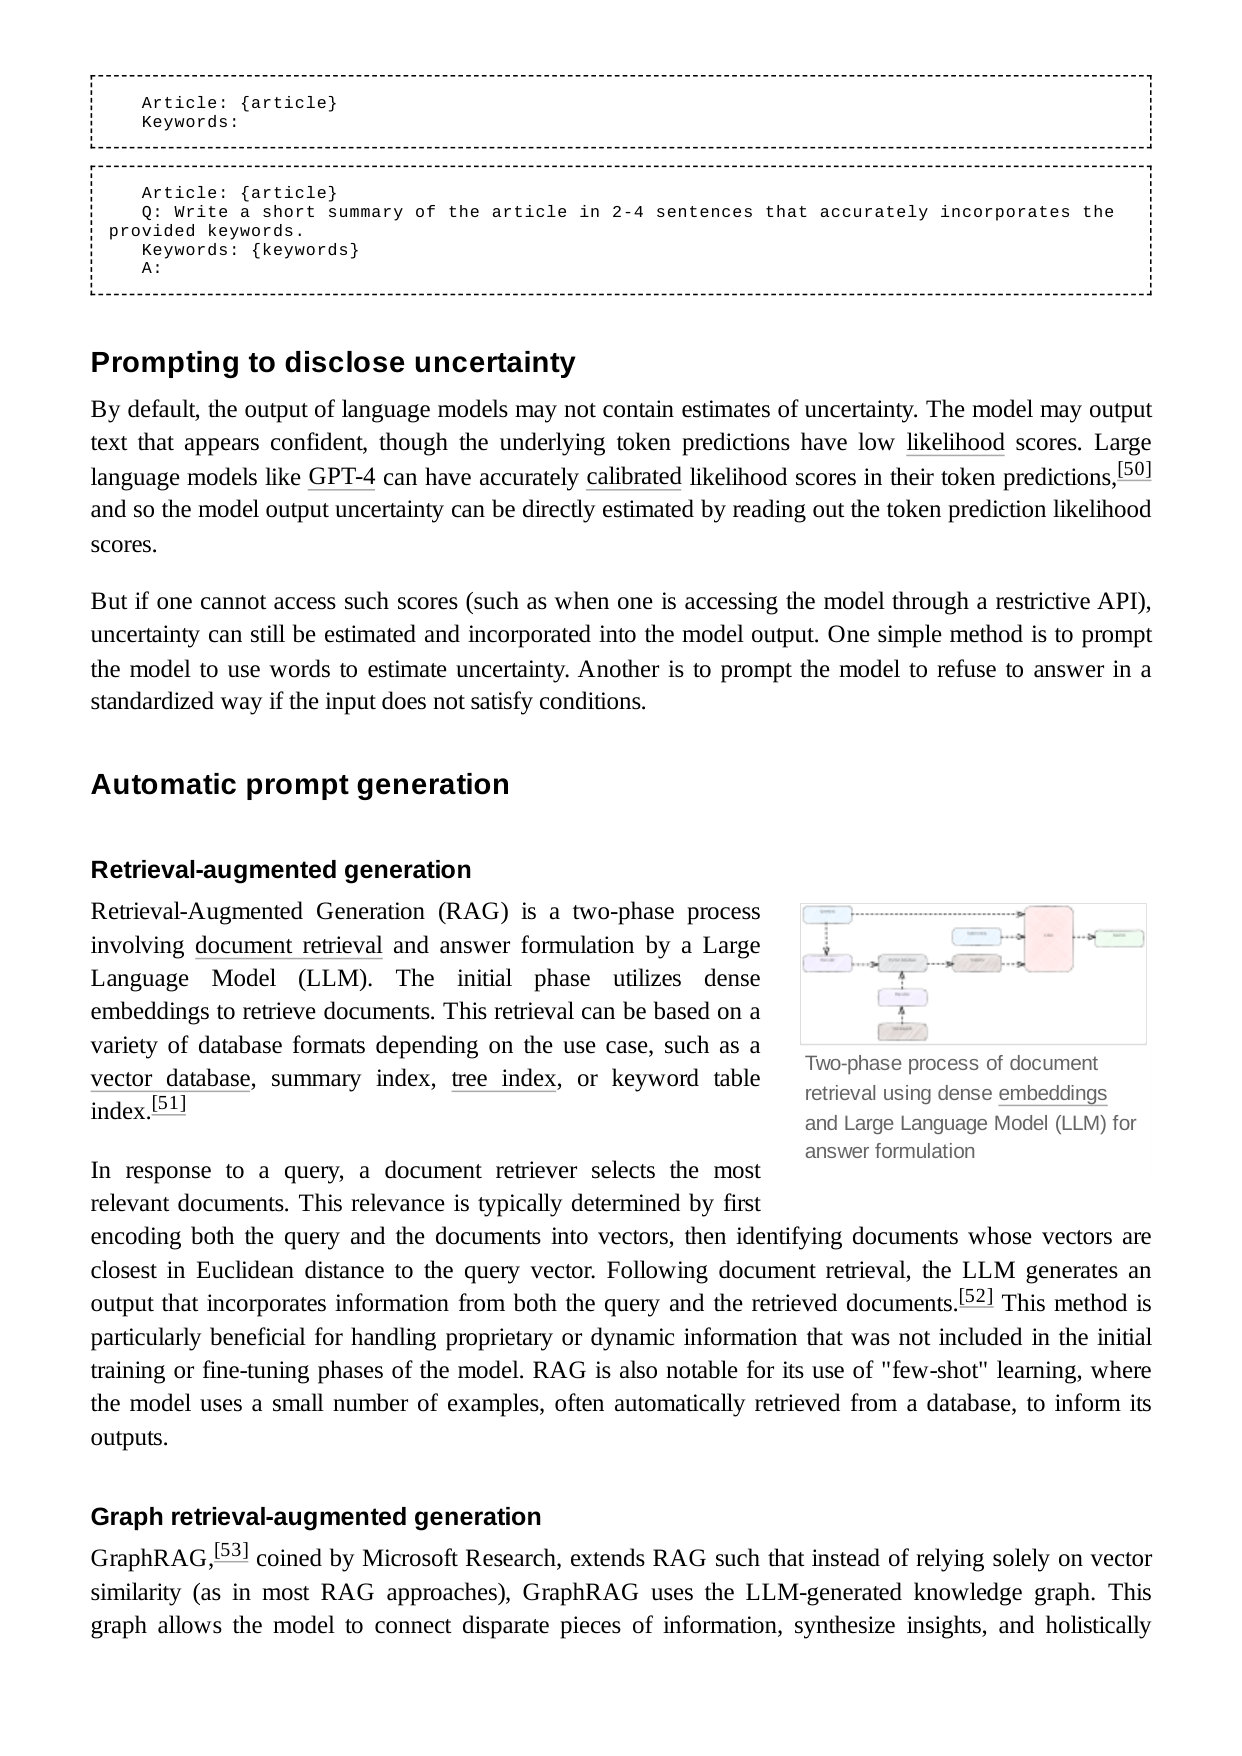 Article: {article}
Keywords:
Article: {article}
Q: Write a short summary of the article in 2-4 sentences that accurately incorporates the
provided keywords.
Keywords: {keywords}
A:
Prompting to disclose uncertainty
By default, the output of language models may not contain estimates of uncertainty. The model may output
text that appears confident, though the underlying token predictions have low likelihood scores. Large
language models like GPT-4 can have accurately calibrated likelihood scores in their token predictions,[50]
and so the model output uncertainty can be directly estimated by reading out the token prediction likelihood
scores.
But if one cannot access such scores (such as when one is accessing the model through a restrictive API),
uncertainty can still be estimated and incorporated into the model output. One simple method is to prompt
the model to use words to estimate uncertainty. Another is to prompt the model to refuse to answer in a
standardized way if the input does not satisfy conditions.
Automatic prompt generation
Retrieval-augmented generation
Retrieval-Augmented Generation (RAG) is a two-phase process
involving document retrieval and answer formulation by a Large
Language Model (LLM). The initial phase utilizes dense
embeddings to retrieve documents. This retrieval can be based on a
variety of database formats depending on the use case, such as a
vector database, summary index, tree index, or keyword table
index.[51]
Two-phase process of document
retrieval using dense embeddings
and Large Language Model (LLM) for
answer formulation
In response to a query, a document retriever selects the most
relevant documents. This relevance is typically determined by first
encoding both the query and the documents into vectors, then identifying documents whose vectors are
closest in Euclidean distance to the query vector. Following document retrieval, the LLM generates an
output that incorporates information from both the query and the retrieved documents.[52] This method is
particularly beneficial for handling proprietary or dynamic information that was not included in the initial
training or fine-tuning phases of the model. RAG is also notable for its use of "few-shot" learning, where
the model uses a small number of examples, often automatically retrieved from a database, to inform its
outputs.
Graph retrieval-augmented generation
GraphRAG,[53] coined by Microsoft Research, extends RAG such that instead of relying solely on vector
similarity (as in most RAG approaches), GraphRAG uses the LLM-generated knowledge graph. This
graph allows the model to connect disparate pieces of information, synthesize insights, and holistically